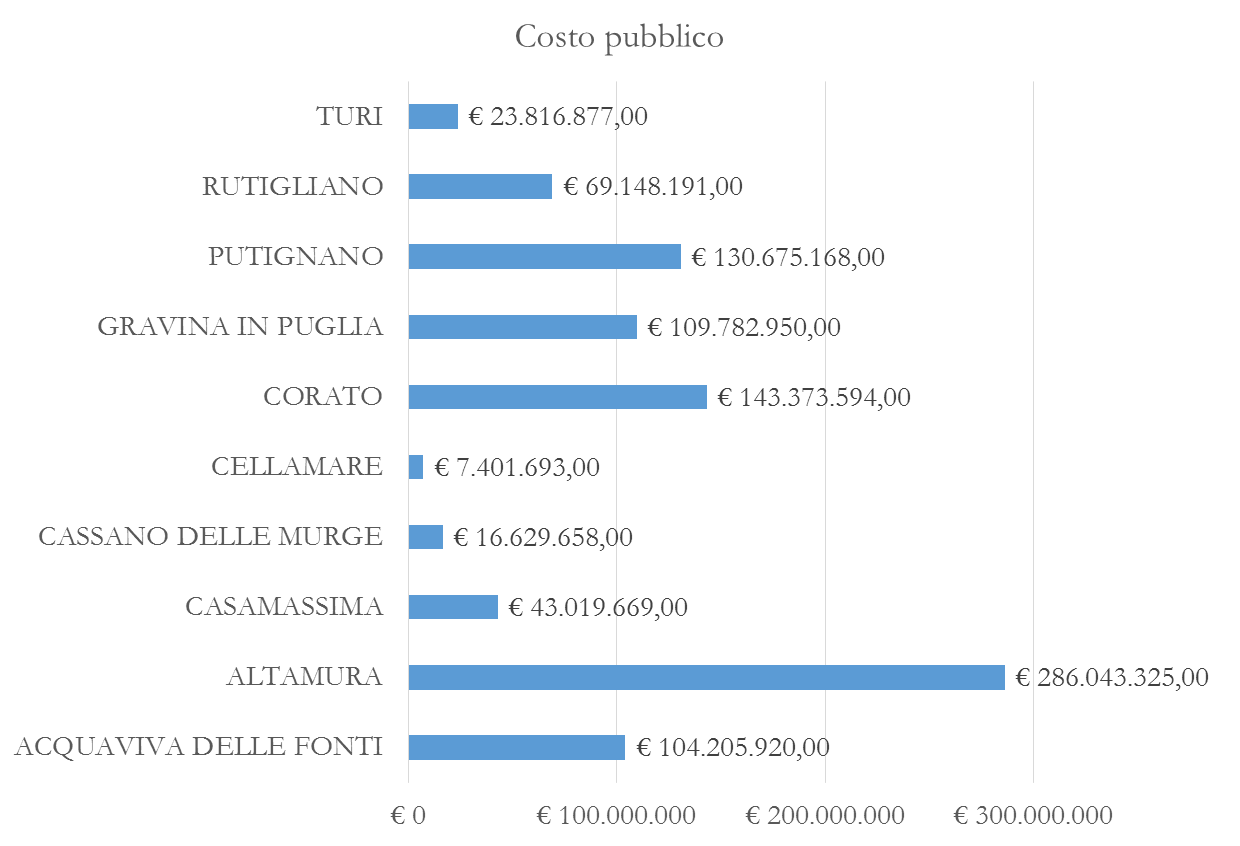 Costo pubblico
TURI € 23.816.877,00
RUTIGLIANO € 69.148.191,00
PUTIGNANO € 130.675.168,00
GRAVINA IN PUGLIA € 109.782.950,00
CORATO € 143.373.594,00
CELLAMARE € 7.401.693,00
CASSANO DELLE MURGE € 16.629.658,00
CASAMASSIMA € 43.019.669,00
ALTAMURA € 286.043.325,00
ACQUAVIVA DELLE FONTI € 104.205.920,00
€ 0 € 100.000.000 € 200.000.000 € 300.000.000